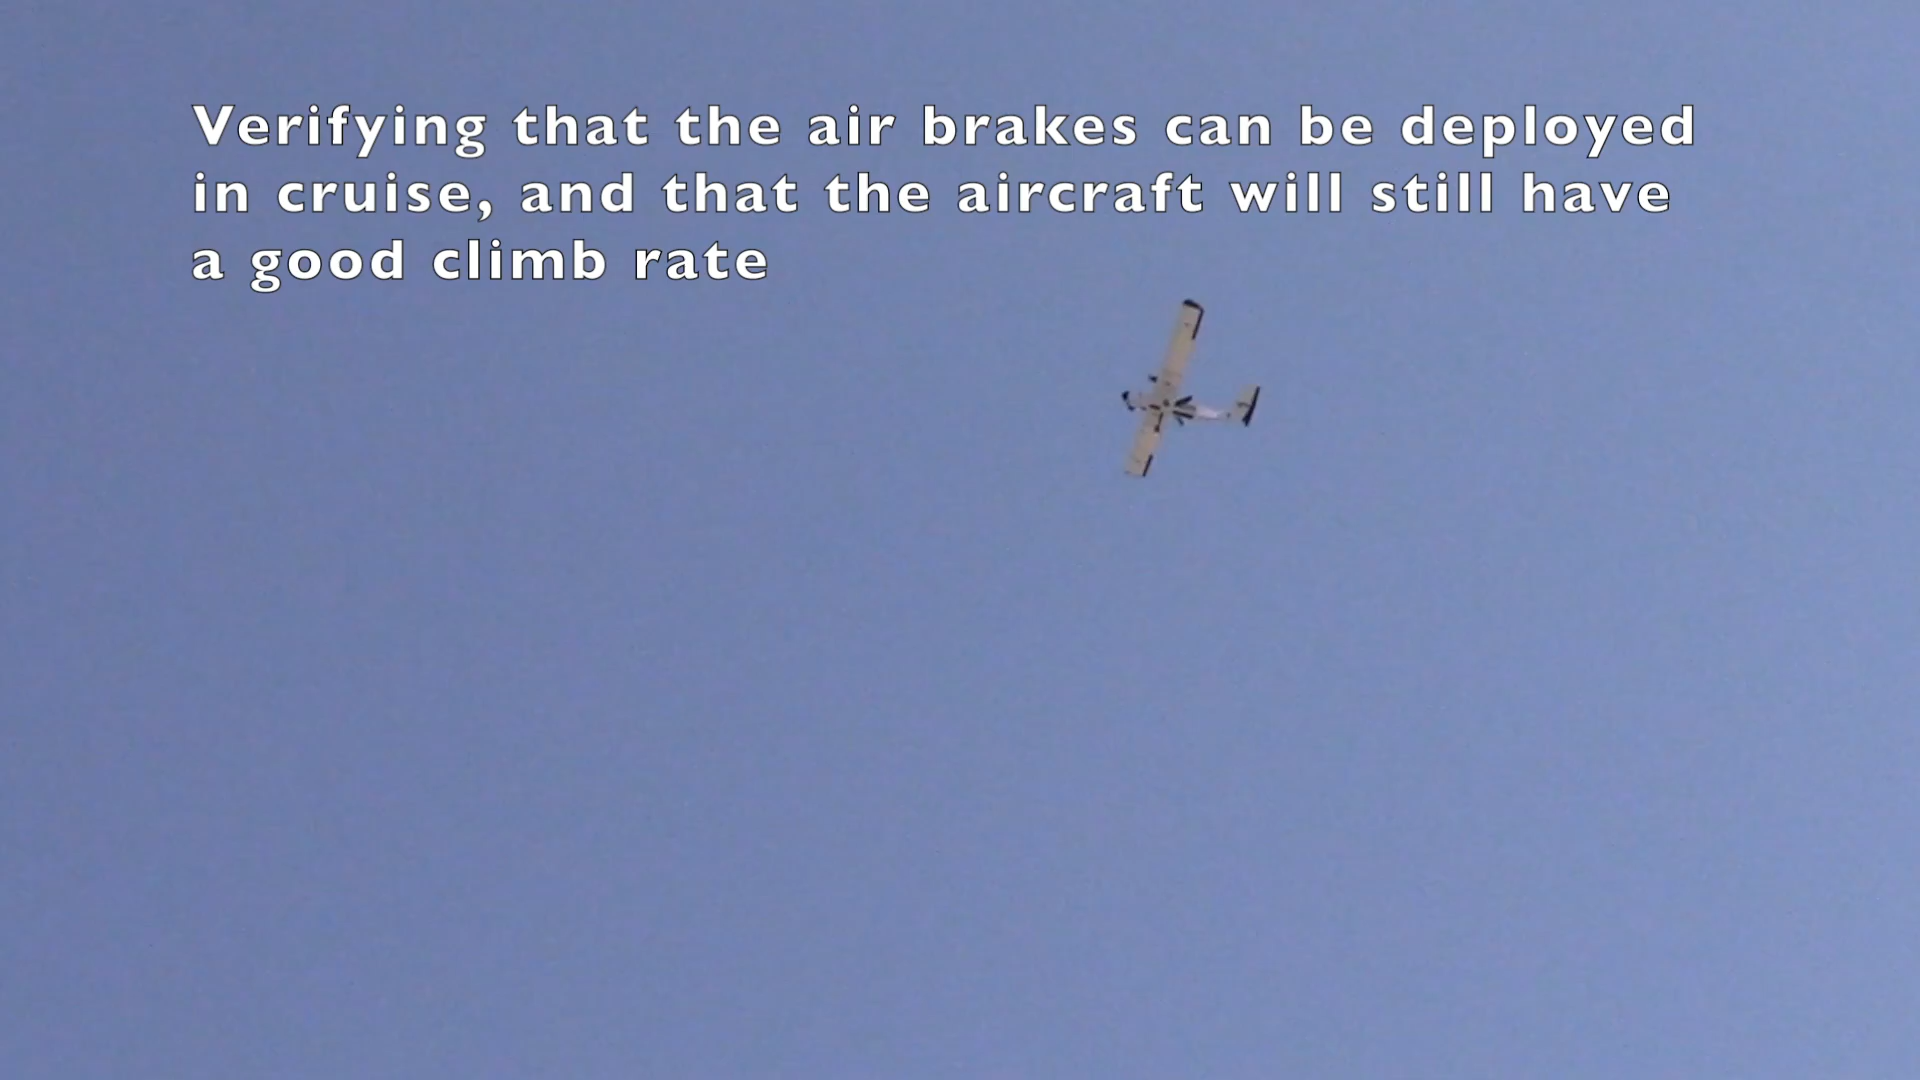 Verifying that the air brakes can be deployed
in cruise, and that the aircraft will still have
a good climb rate